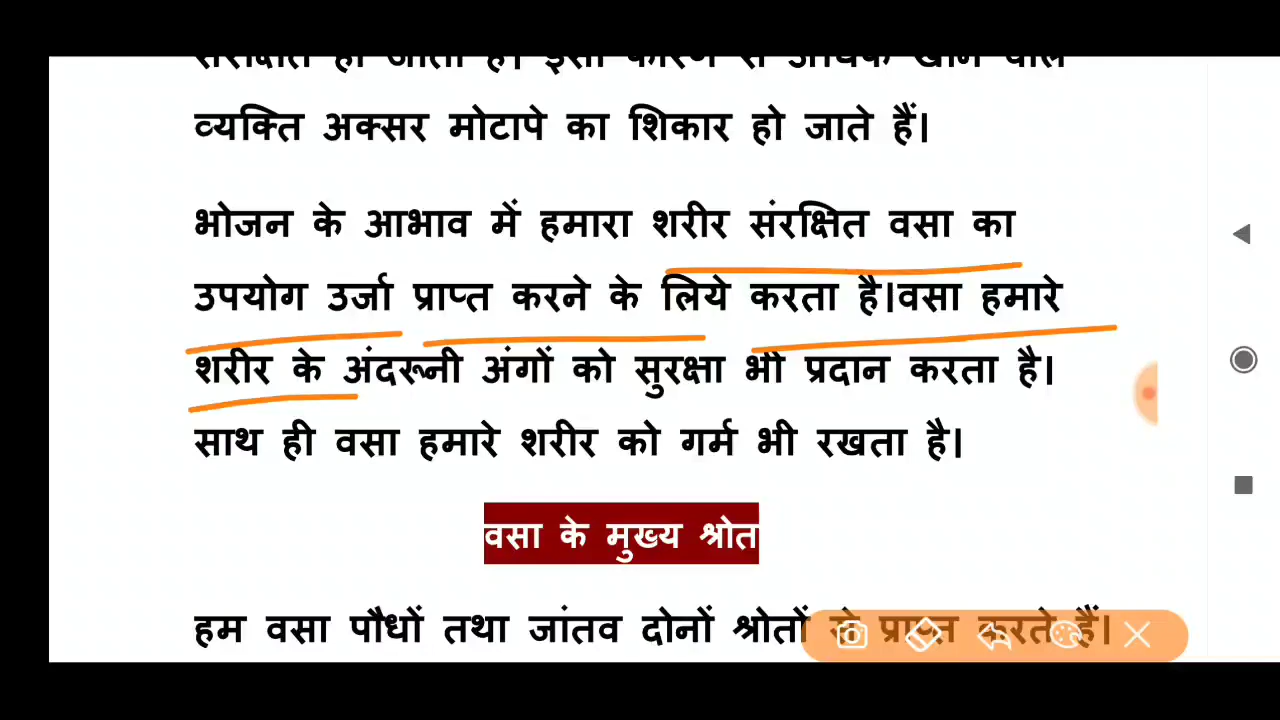 व्यक्ति अक्सर मोटापे का शिकार हो जाते हैं।
भोजन के आभाव में हमारा शरीर संरक्षित वसा का
उपयोग उर्जा प्राप्त करने के लिये करता है।वसा हमारे
शरीर के अंदरूनी अंगों को सुरक्षा भी प्रदान करता है।
साथ ही वसा हमारे शरीर को गर्म भी रखता है।
वसा के मुख्य श्रोत
हम वसा पौधों तथा जांतव दोनों श्रोतों से प्राप्त करते हैं।